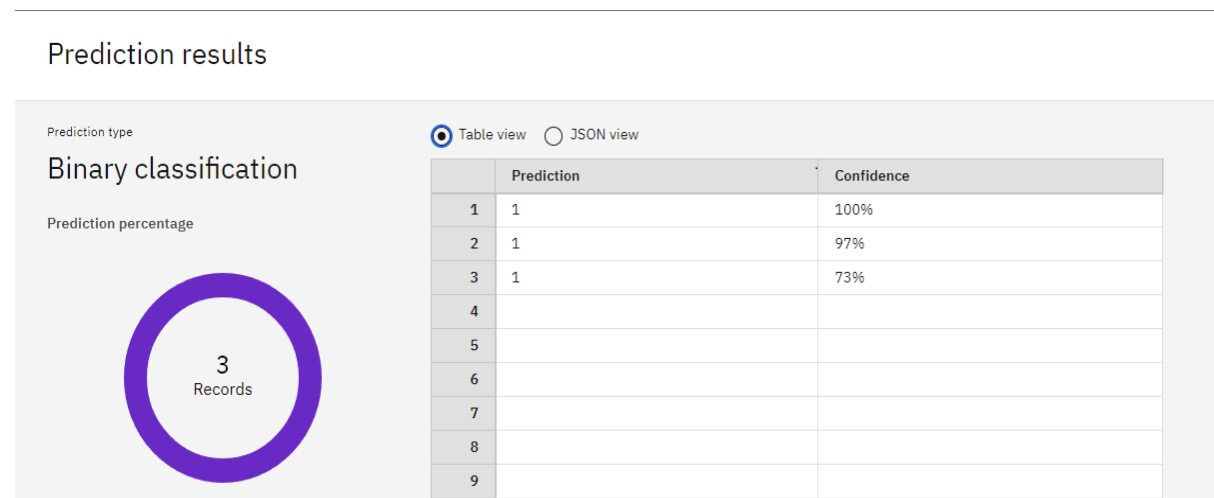 Prediction results
Prediction type
Binary classification
Prediction percentage
3
Records
Table view JSON view
Prediction Confidence
1 1 100%
2 1 97%
3 1 73%
4
5
6
7
8
9